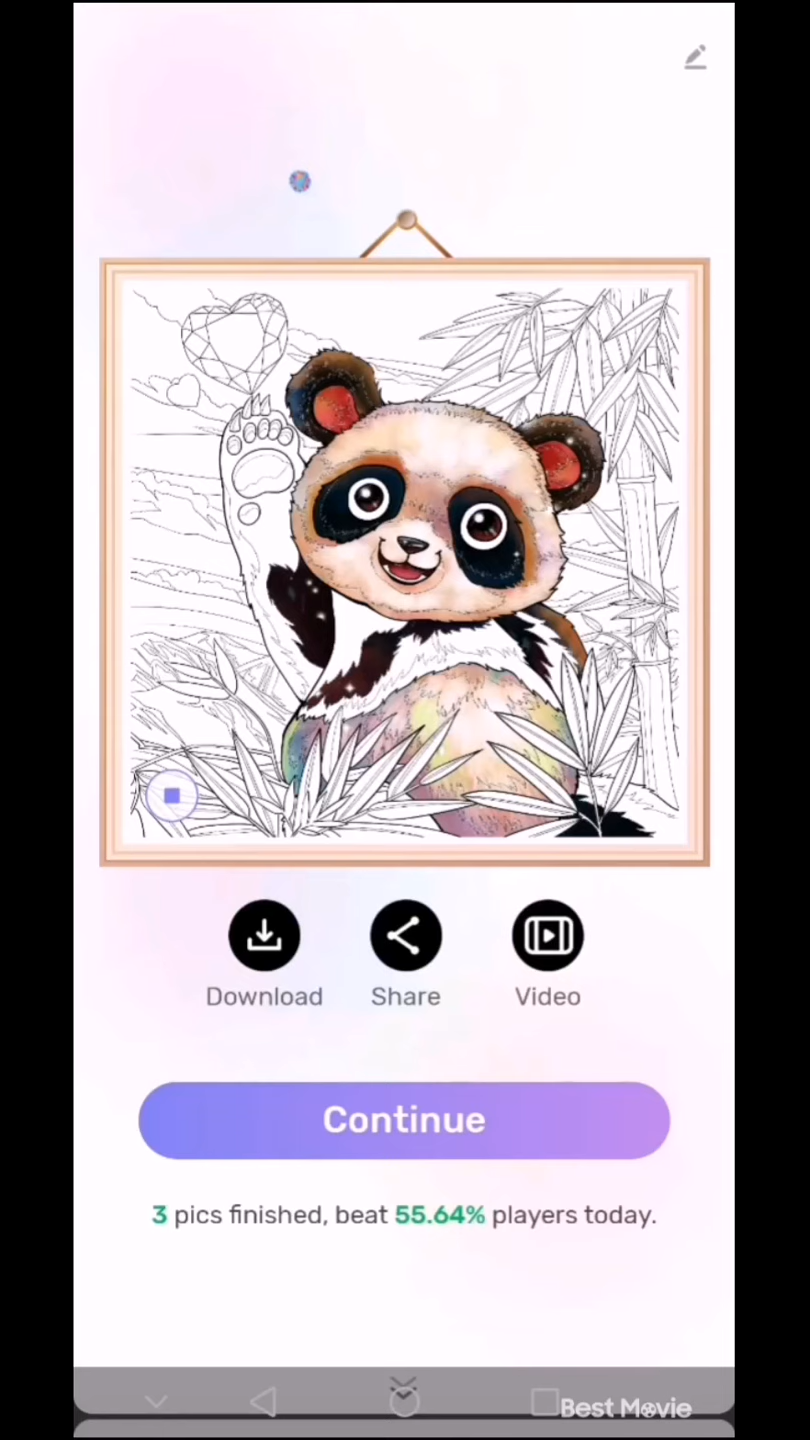 Download
Share
Video
Continue
3 pics finished, beat 55.64% players today.
Best Movie